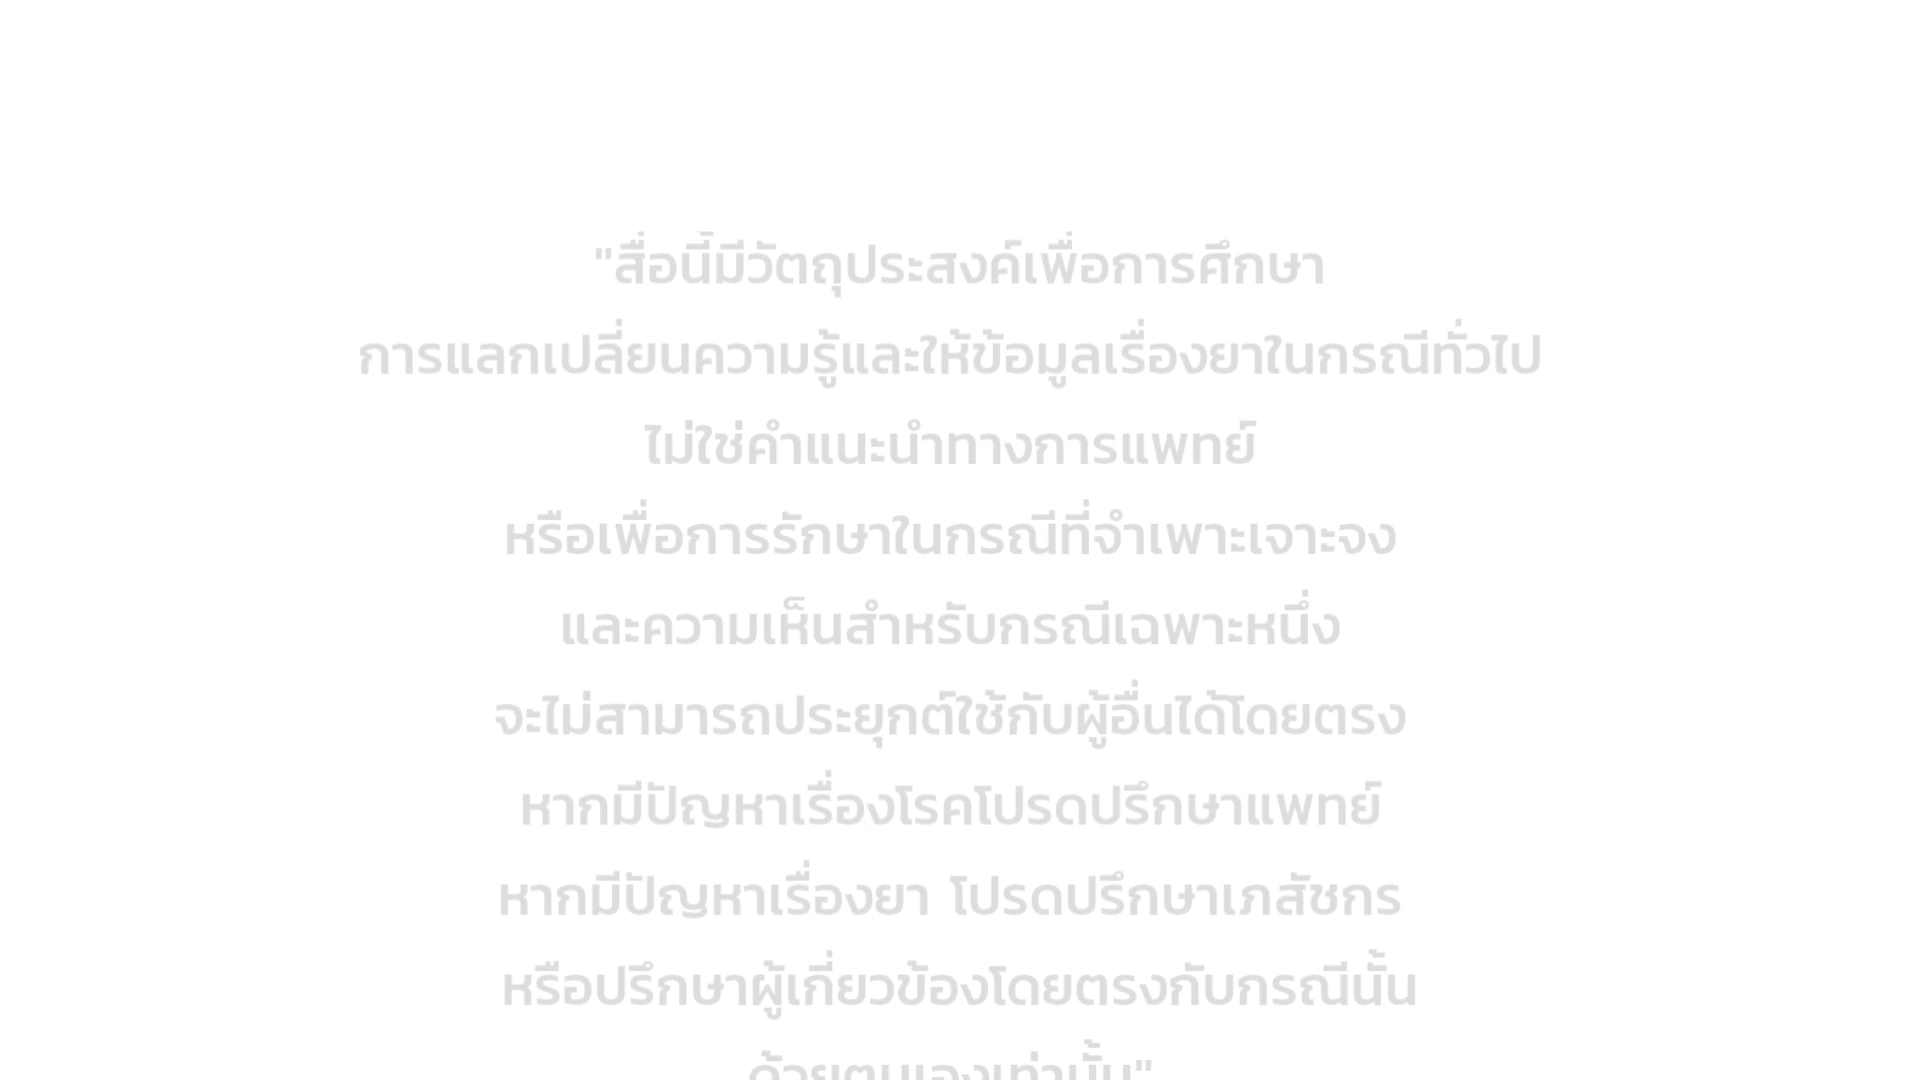 "สื่อนี้มีวัตถุประสงค์เพื่อการศึกษา
การแลกเปลี่ยนความรู้และให้ข้อมูลเรื่องยาในกรณีทั่วไป
ไม่ใช่คำแนะนำทางการแพทย์
หรือเพื่อการรักษาในกรณีที่จำเพาะเจาะจง
และความเห็นสำหรับกรณีเฉพาะหนึ่ง
จะไม่สามารถประยุกต์ใช้กับผู้อื่นได้โดยตรง
หากมีปัญหาเรื่องโรคโปรดปรึกษาแพทย์
หากมีปัญหาเรื่องยา โปรดปรึกษาเภสัชกร
หรือปรึกษาผู้เกี่ยวข้องโดยตรงกับกรณีนั้น
ด้วยตนเองเท่านั้น"